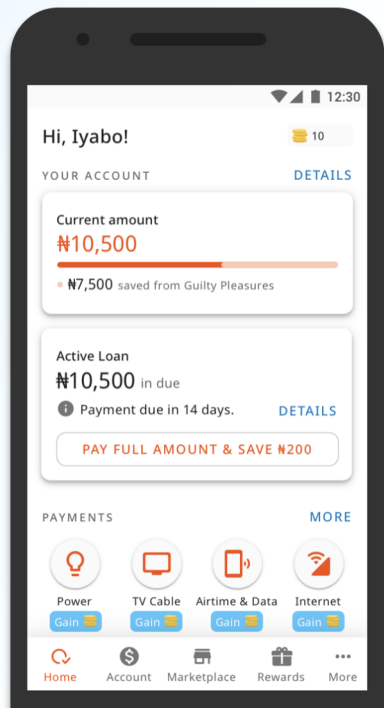 12:30
Hi, Iyabo!
10
YOUR ACCOUNT
DETAILS
Current amount
₦10,500
₦7,500 saved from Guilty Pleasures
Active Loan
₦10,500 in due
Payment due in 14 days.
DETAILS
PAY FULL AMOUNT & SAVE ₦200
PAYMENTS
MORE
Power
TV Cable
Airtime & Data
Internet
Gain
Gain
Gain
Gain
Home
Account
Marketplace
Rewards
More